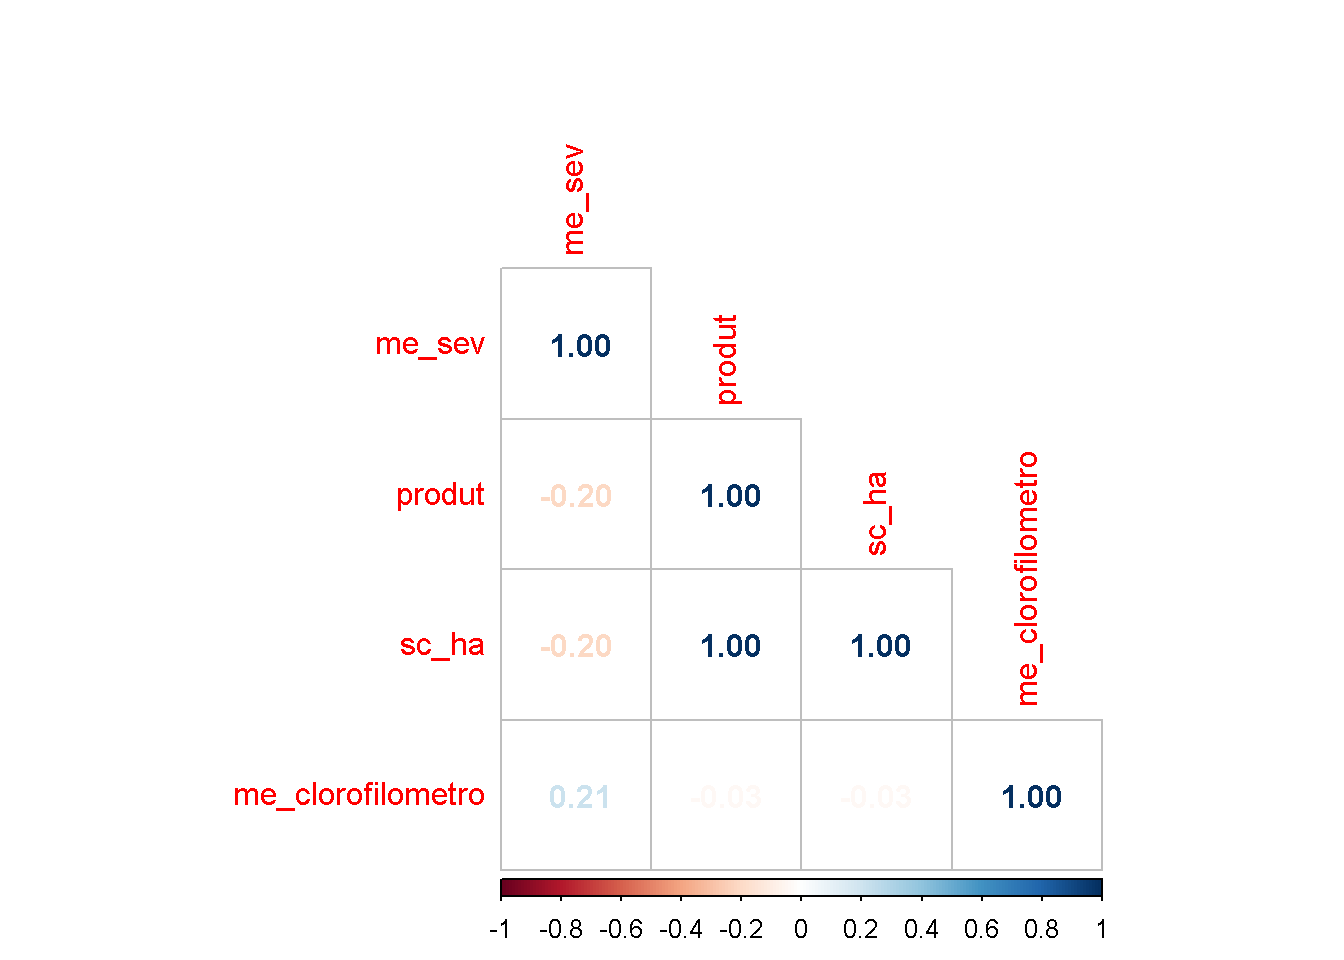 me_sev
produt
sc_ha
me_clorofilometro
me_sev 1.00
produt -0.20 1.00
sc_ha -0.20 1.00 1.00
me_clorofilometro 0.21 -0.03 -0.03 1.00
-1 -0.8 -0.6 -0.4 -0.2 0 0.2 0.4 0.6 0.8 1